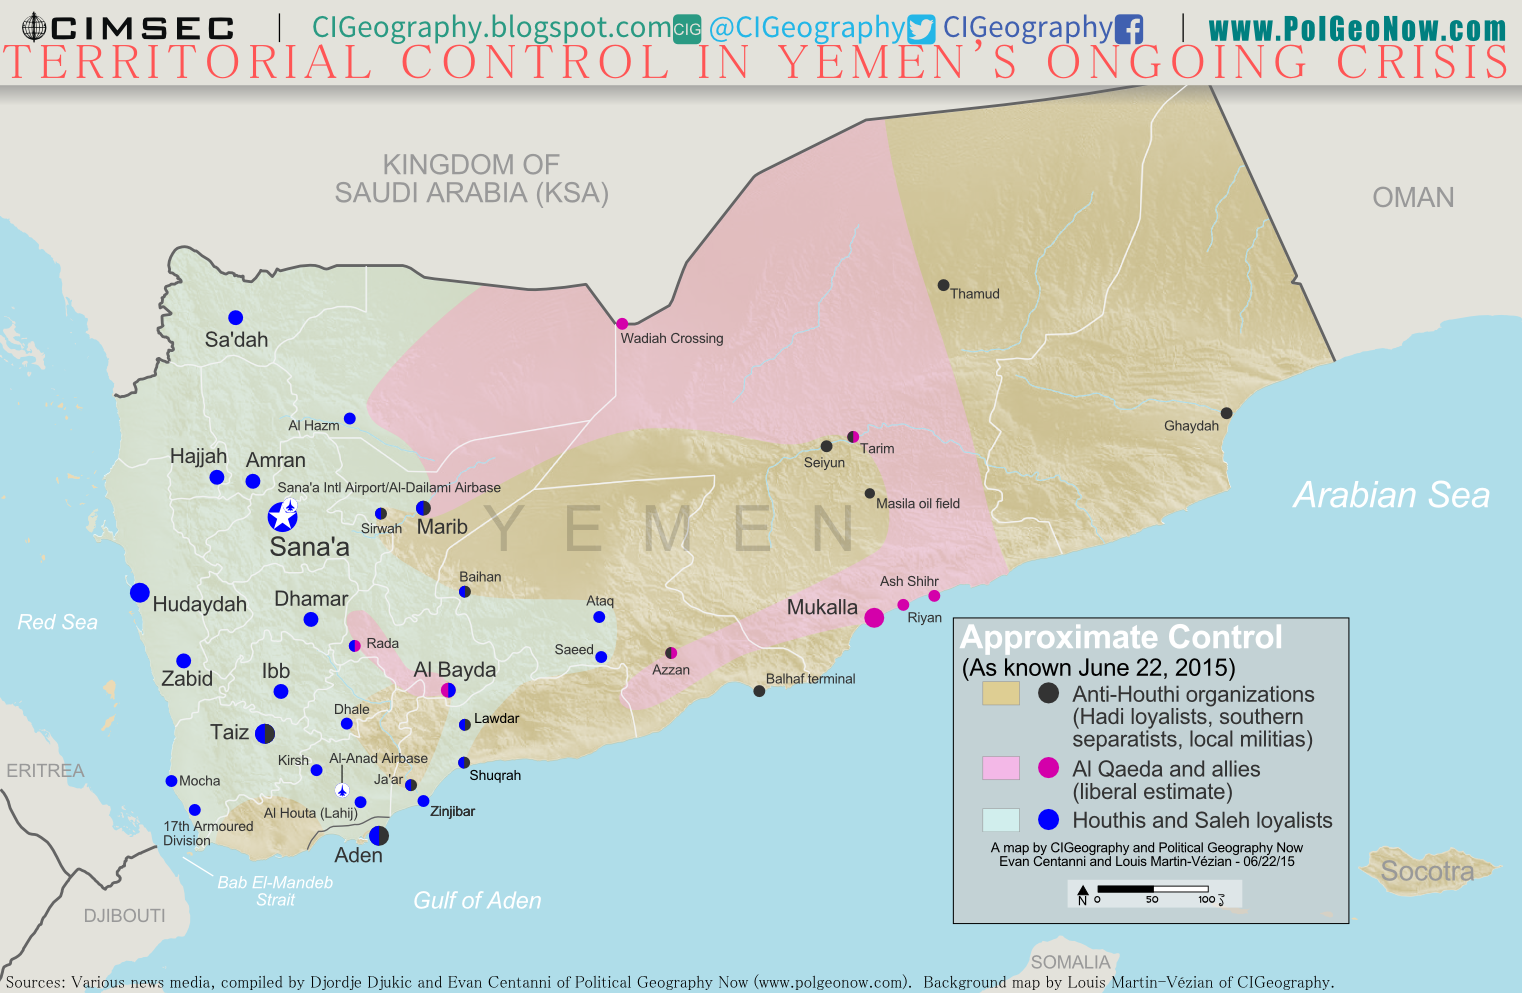 CIMSEC | CIGeography.blogspot.com CIG @CIGeography CIGeography | www.PolGeoNow.com
TERRITORIAL CONTROL IN YEMEN'S ONGOING CRISIS
KINGDOM OF
SAUDI ARABIA (KSA)
OMAN
Thamud
Sa'dah
Wadiah Crossing
Al Hazm
Ghaydah
Tarim
Seiyun
Hajjah
Amran
Sana'a Intl Airport/Al-Dailami Airbase
Masila oil field
Arabian Sea
Sirwah
Marib
YEMEN
Sana'a
Baihan
Ash Shihr
Hudaydah
Dhamar
Ataq
Mukalla
Riyan
Red Sea
Rada
Saeed
Azzan
Zabid
Ibb
Al Bayda
Balhaf terminal
Dhale
Lawdar
Taiz
Kirsh
Al-Anad Airbase
ERITREA
Mocha
Ja'ar
Shuqrah
Al Houta (Lahij)
Zinjibar
17th Armoured
Division
Aden
Bab El-Mandeb
Strait
Gulf of Aden
DJIBOUTI
Approximate Control
(As known June 22, 2015)
Anti-Houthi organizations
(Hadi loyalists, southern
separatists, local militias)
Al Qaeda and allies
(liberal estimate)
Houthis and Saleh loyalists
A map by CIGeography and Political Geography Now
Evan Centanni and Louis Martin-Vézian - 06/22/15
N 0 50 100
Socotra
SOMALIA
Sources: Various news media, compiled by Djordje Djukic and Evan Centanni of Political Geography Now (www.polgeonow.com). Background map by Louis Martin-Vézian of CIGeography.